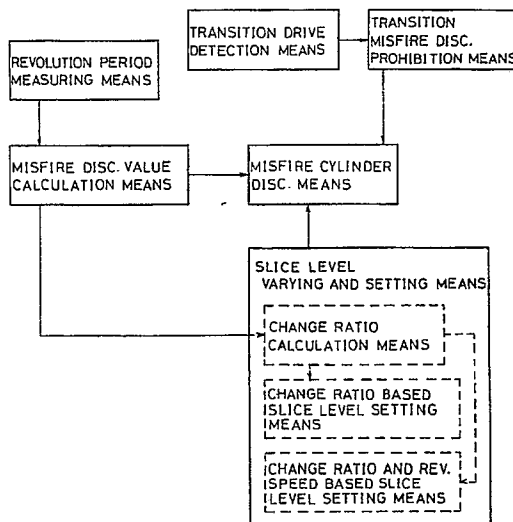 TRANSITION DRIVE
DETECTION MEANS
TRANSITION
MISFIRE DISC.
PROHIBITION MEANS
REVOLUTION PERIOD
MEASURING MEANS
MISFIRE DISC. VALUE
CALCULATION MEANS
MISFIRE CYLINDER
DISC. MEANS
SLICE LEVEL
VARYING AND SETTING MEANS
CHANGE RATIO
CALCULATION MEANS
CHANGE RATIO BASED
SLICE LEVEL SETTING
MEANS
CHANGE RATIO AND REV.
SPEED BASED SLICE
LEVEL SETTING MEANS